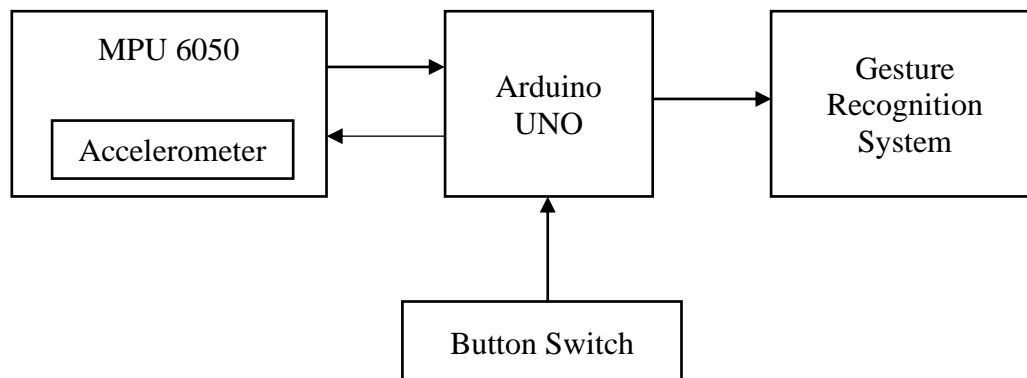 MPU 6050
Accelerometer
Arduino
UNO
Gesture
Recognition
System
Button Switch